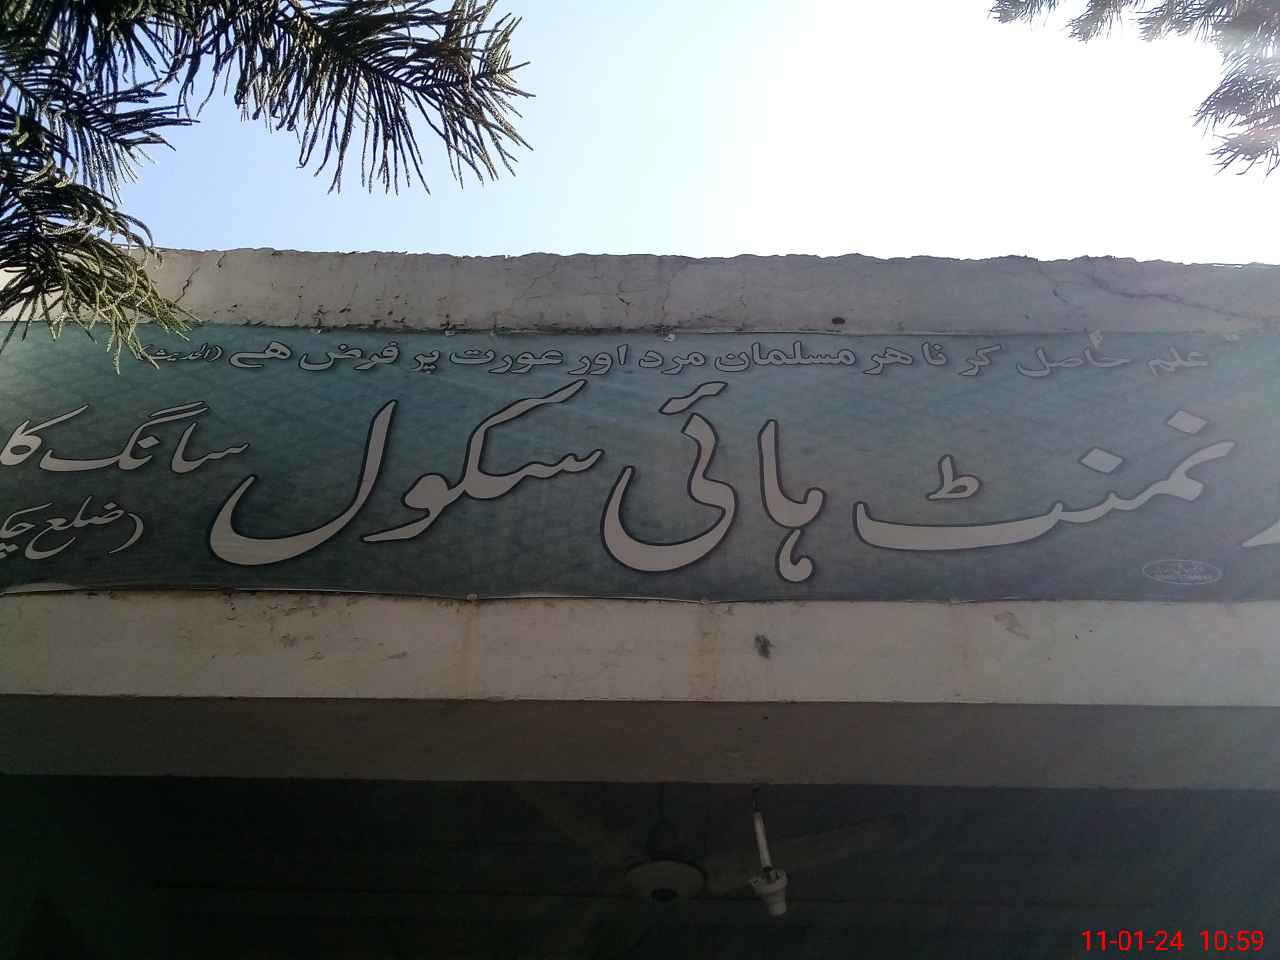 علم حاصل کرنا ہر مسلمان مرد اور عورت پر فرض ہے (الحدیث)
نمنٹ ہائی سکول سانگ کا
(ضلع چک
11-01-24 10:59